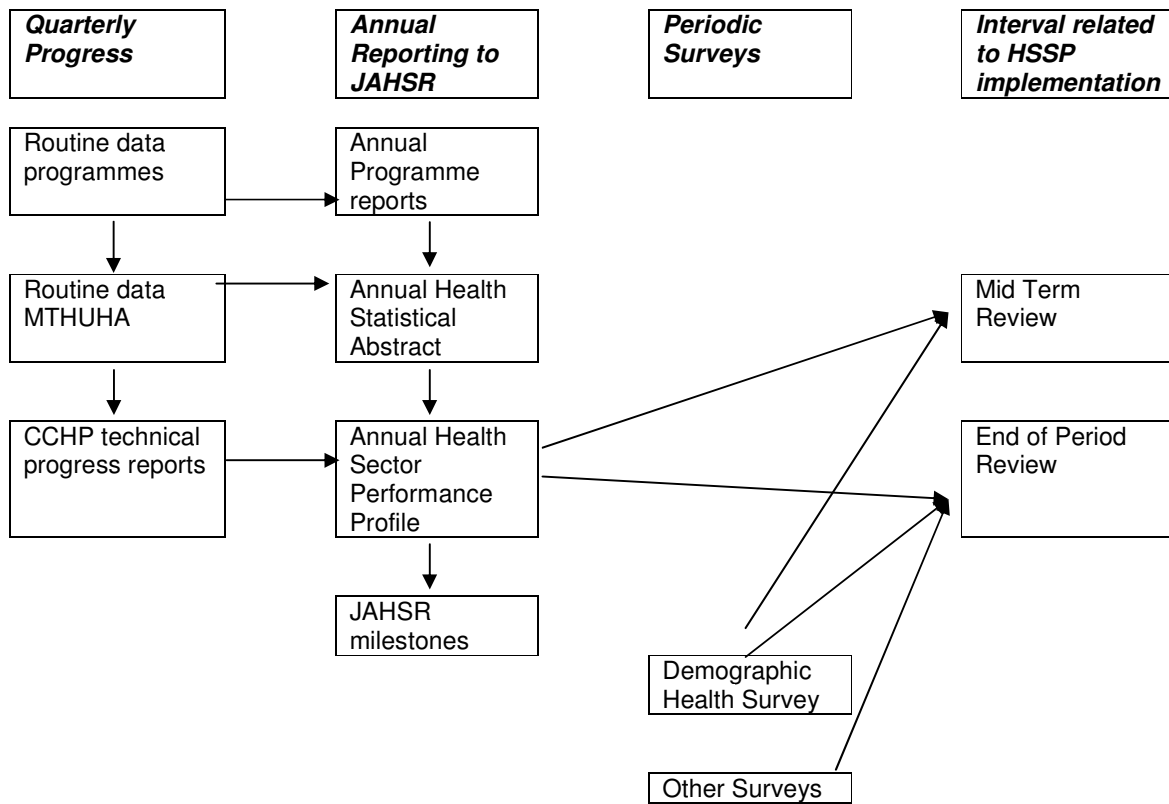 Quarterly
Progress
Annual
Reporting to
JAHSR
Periodic
Surveys
Interval related
to HSSP
implementation
Routine data
programmes
Annual
Programme
reports
Routine data
MTHUHA
Annual Health
Statistical
Abstract
Mid Term
Review
CCHP technical
progress reports
Annual Health
Sector
Performance
Profile
End of Period
Review
JAHSR
milestones
Demographic
Health Survey
Other Surveys